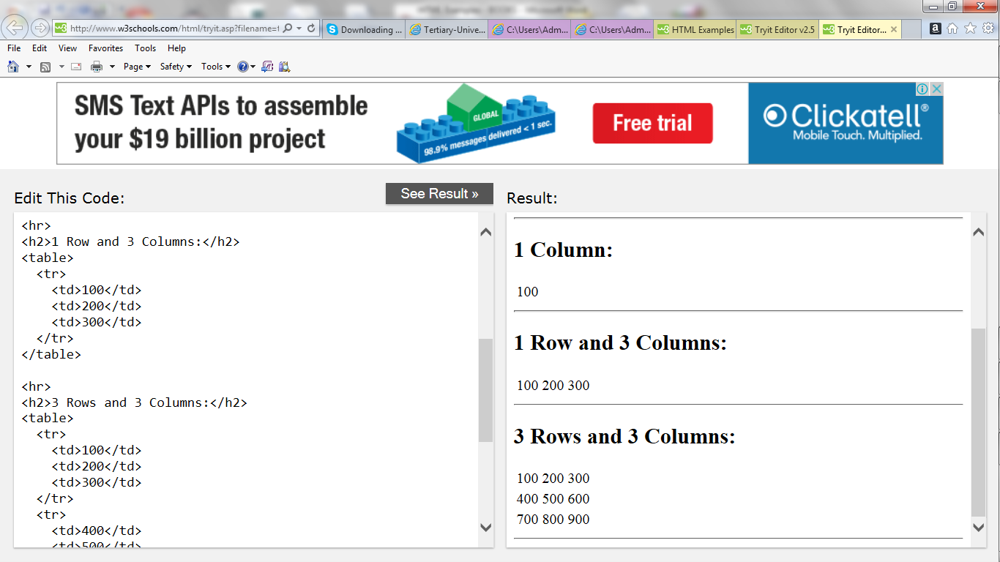 http://www.w3schools.com/html/tryit.asp?filename=t
Downloading ...
Tertiary-Unive...
C:\Users\Adm...
C:\Users\Adm...
HTML Examples
Tryit Editor v2.5
Tryit Editor...
File Edit View Favorites Tools Help
Page Safety Tools
SMS Text APIs to assemble
your $19 billion project
GLOBAL
98.9% messages delivered < 1 sec.
Free trial
Clickatell®
Mobile Touch. Multiplied.
Edit This Code:
See Result »
<hr>
<h2>1 Row and 3 Columns:</h2>
<table>
  <tr>
    <td>100</td>
    <td>200</td>
    <td>300</td>
  </tr>
</table>
<hr>
<h2>3 Rows and 3 Columns:</h2>
<table>
  <tr>
    <td>100</td>
    <td>200</td>
    <td>300</td>
  </tr>
  <tr>
    <td>400</td>
    <td>500</td>
Result:
1 Column:
100
1 Row and 3 Columns:
100 200 300
3 Rows and 3 Columns:
100 200 300
400 500 600
700 800 900